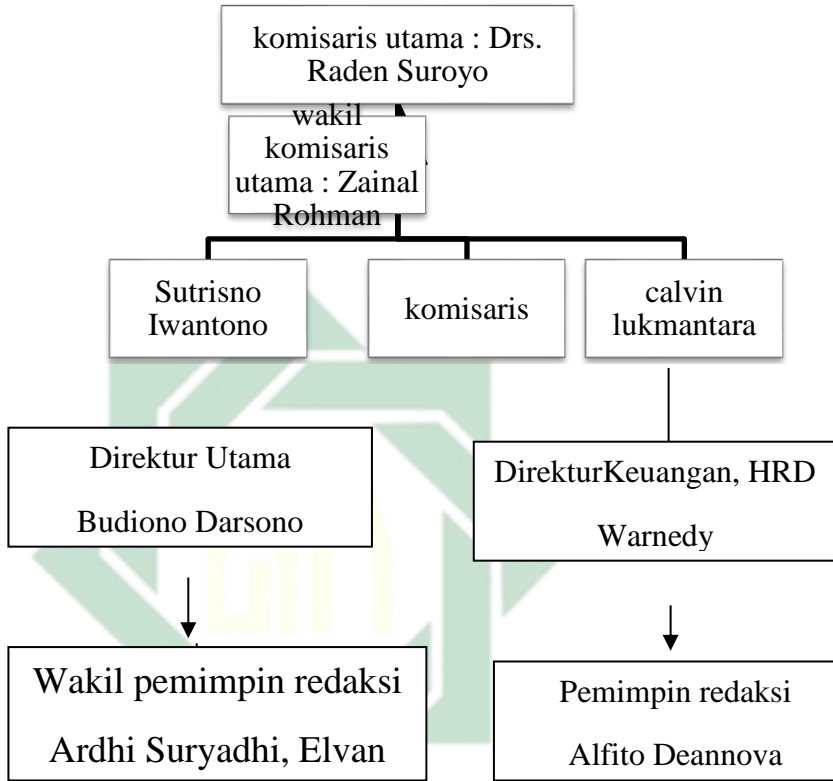 komisaris utama : Drs.
Raden Suroyo
wakil
komisaris
utama : Zainal
Rohman
Sutrisno
Iwantono
komisaris
calvin
lukmantara
Direktur Utama
Budiono Darsono
DirekturKeuangan, HRD
Warnedy
Wakil pemimpin redaksi
Ardhi Suryadhi, Elvan
Pemimpin redaksi
Alfito Deannova